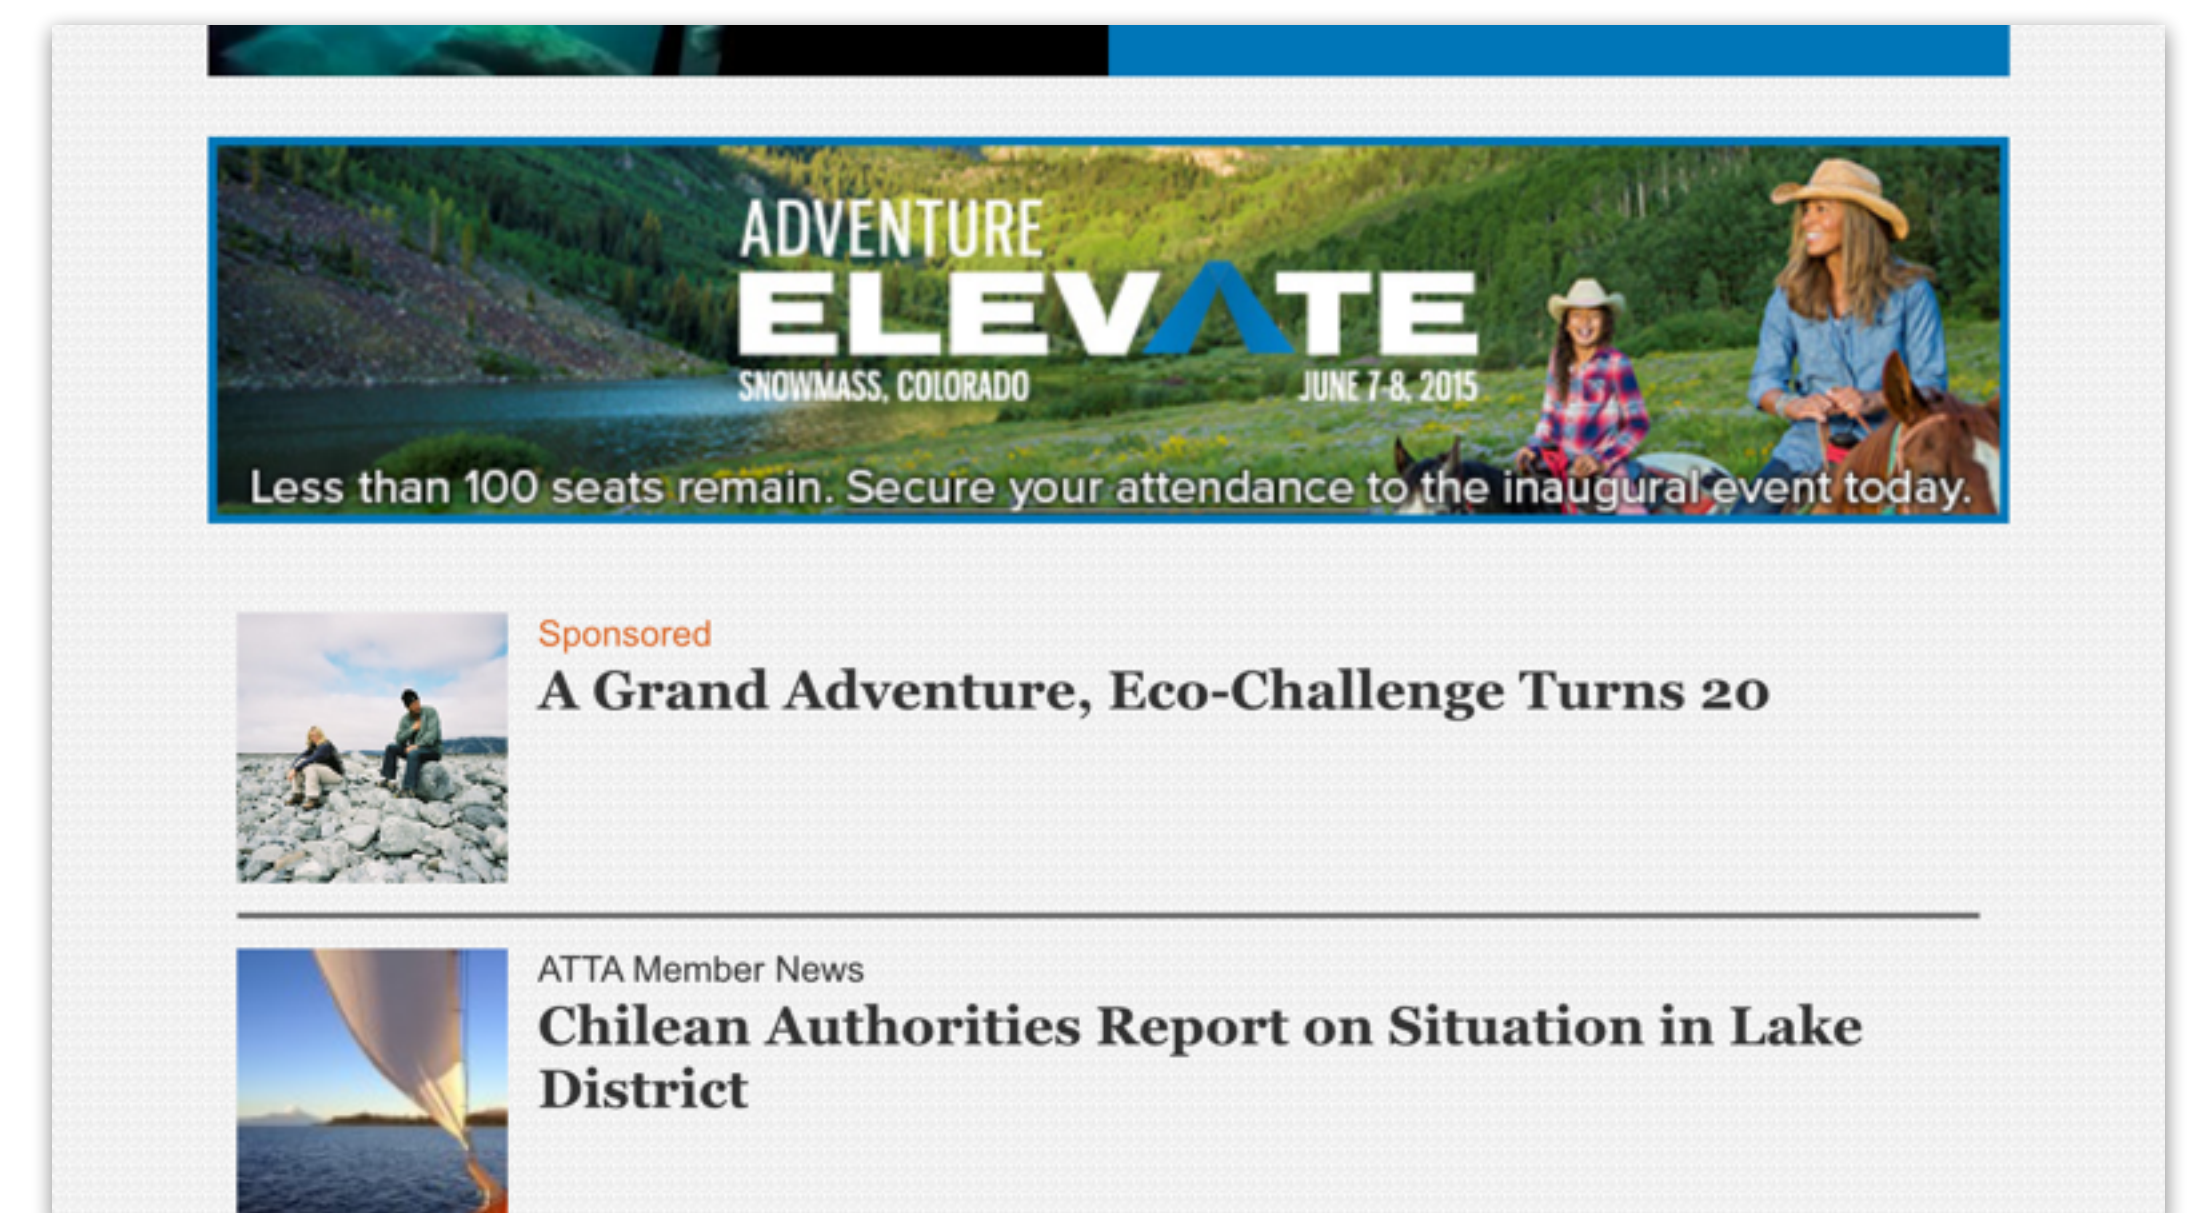 ADVENTURE
ELEVATE
SNOWMASS, COLORADO JUNE 7-8, 2015
Less than 100 seats remain. Secure your attendance to the inaugural event today.
Sponsored
A Grand Adventure, Eco-Challenge Turns 20
ATTA Member News
Chilean Authorities Report on Situation in Lake
District